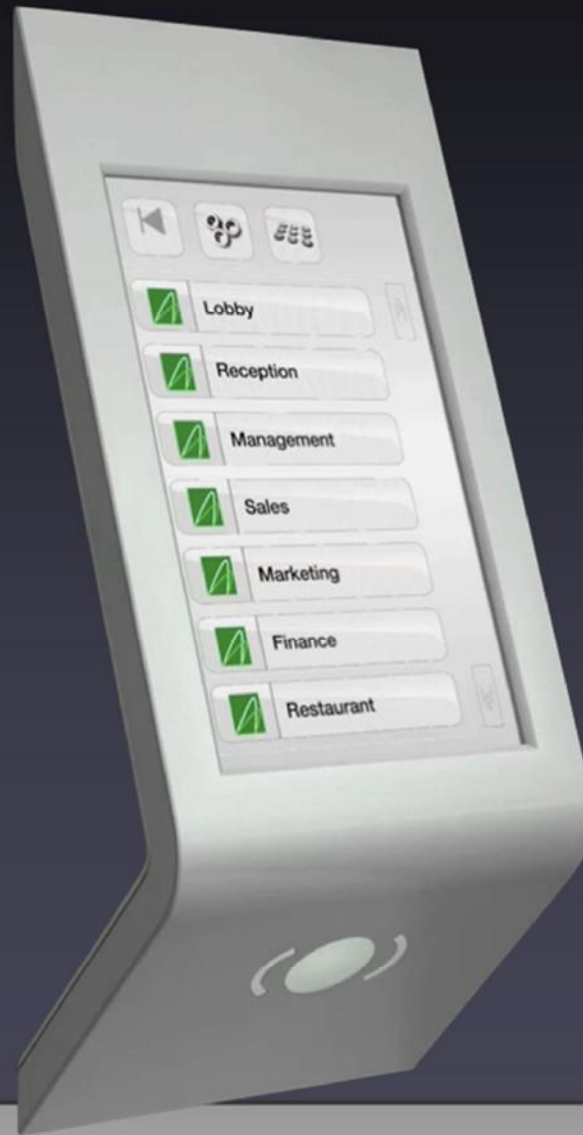 Lobby
Reception
Management
Sales
Marketing
Finance
Restaurant